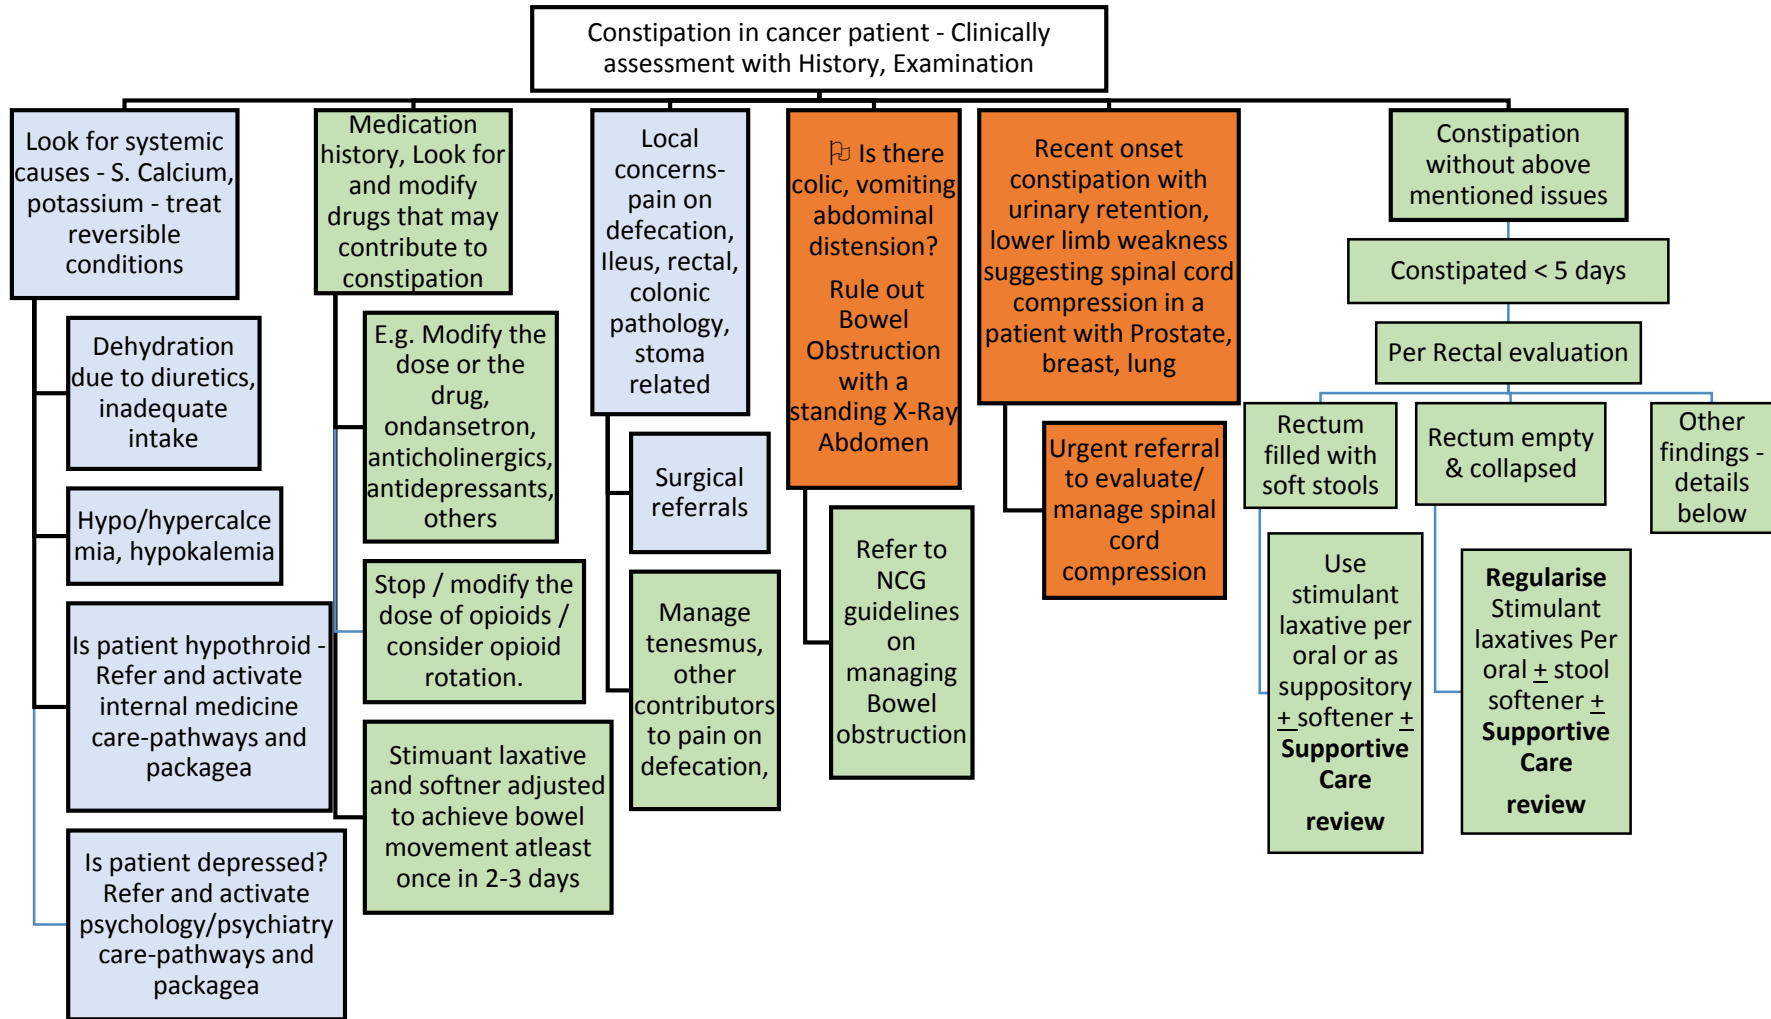 Constipation in cancer patient - Clinically
assessment with History, Examination
Look for systemic
causes - S. Calcium,
potassium - treat
reversible
conditions
Dehydration
due to diuretics,
inadequate
intake
Hypo/hypercalce
mia, hypokalemia
Is patient hypothroid -
Refer and activate
internal medicine
care-pathways and
packagea
Is patient depressed?
Refer and activate
psychology/psychiatry
care-pathways and
packagea
Medication
history, Look for
and modify
drugs that may
contribute to
constipation
E.g. Modify the
dose or the
drug,
ondansetron,
anticholinergics,
antidepressants,
others
Stop / modify the
dose of opioids /
consider opioid
rotation.
Stimuant laxative
and softner adjusted
to achieve bowel
movement atleast
once in 2-3 days
Local
concerns-
pain on
defecation,
Ileus, rectal,
colonic
pathology,
stoma
related
Surgical
referrals
Manage
tenesmus,
other
contributors
to pain on
defecation,
Is there
colic, vomiting
abdominal
distension?
Rule out
Bowel
Obstruction
with a
standing X-Ray
Abdomen
Refer to
NCG
guidelines
on
managing
Bowel
obstruction
Recent onset
constipation with
urinary retention,
lower limb weakness
suggesting spinal cord
compression in a
patient with Prostate,
breast, lung
Urgent referral
to evaluate/
manage spinal
cord
compression
Constipation
without above
mentioned issues
Constipated < 5 days
Per Rectal evaluation
Rectum
filled with
soft stools
Use
stimulant
laxative per
oral or as
suppository
+ softener +
Supportive
Care
review
Rectum empty
& collapsed
Regularise
Stimulant
laxatives Per
oral + stool
softener +
Supportive
Care
review
Other
findings -
details
below